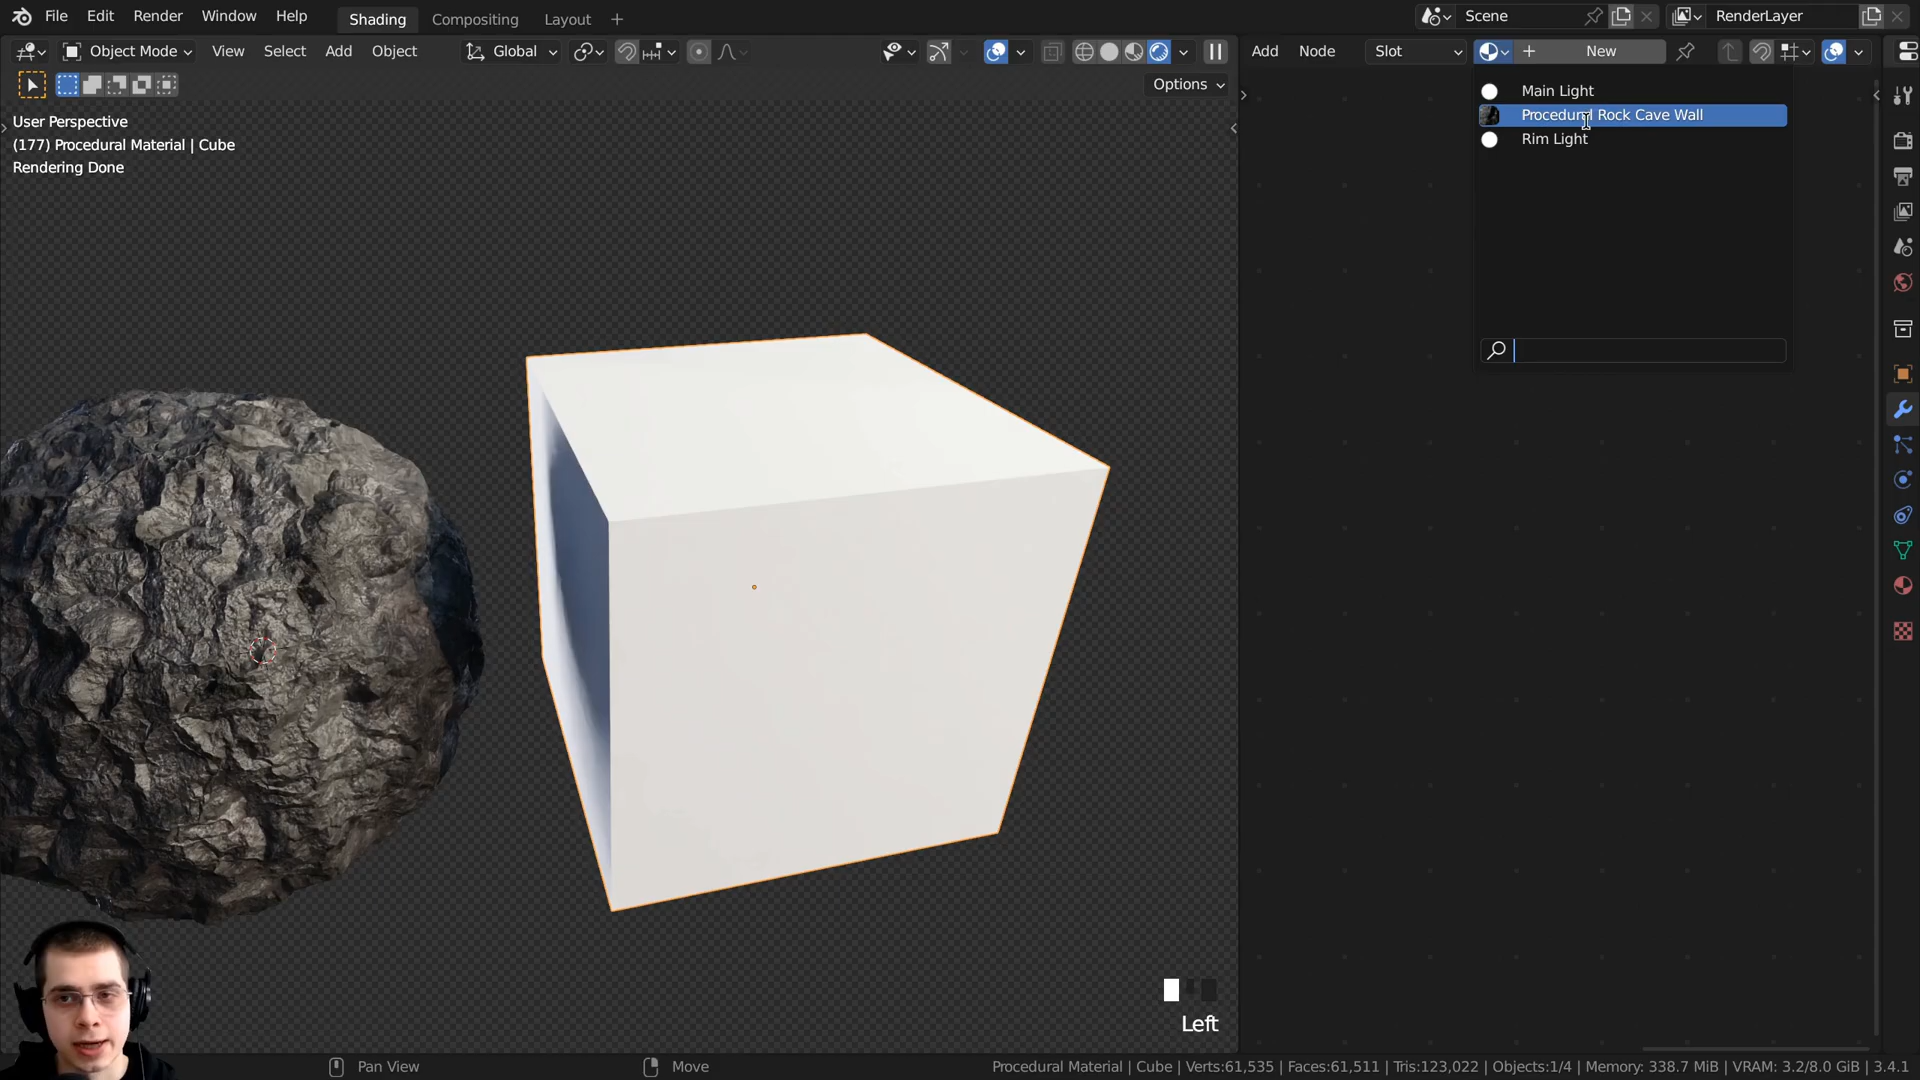 File Edit Render Window Help Shading Compositing Layout Scene RenderLayer
Object Mode View Select Add Object Global Add Node Slot New
Options
User Perspective
(177) Procedural Material | Cube
Rendering Done
Main Light
Procedural Rock Cave Wall
Rim Light
Left
Pan View Move Procedural Material | Cube | Verts:61,535 | Faces:61,511 | Tris:123,022 | Objects:1/4 | Memory: 338.7 MiB | VRAM: 3.2/8.0 GiB | 3.4.1